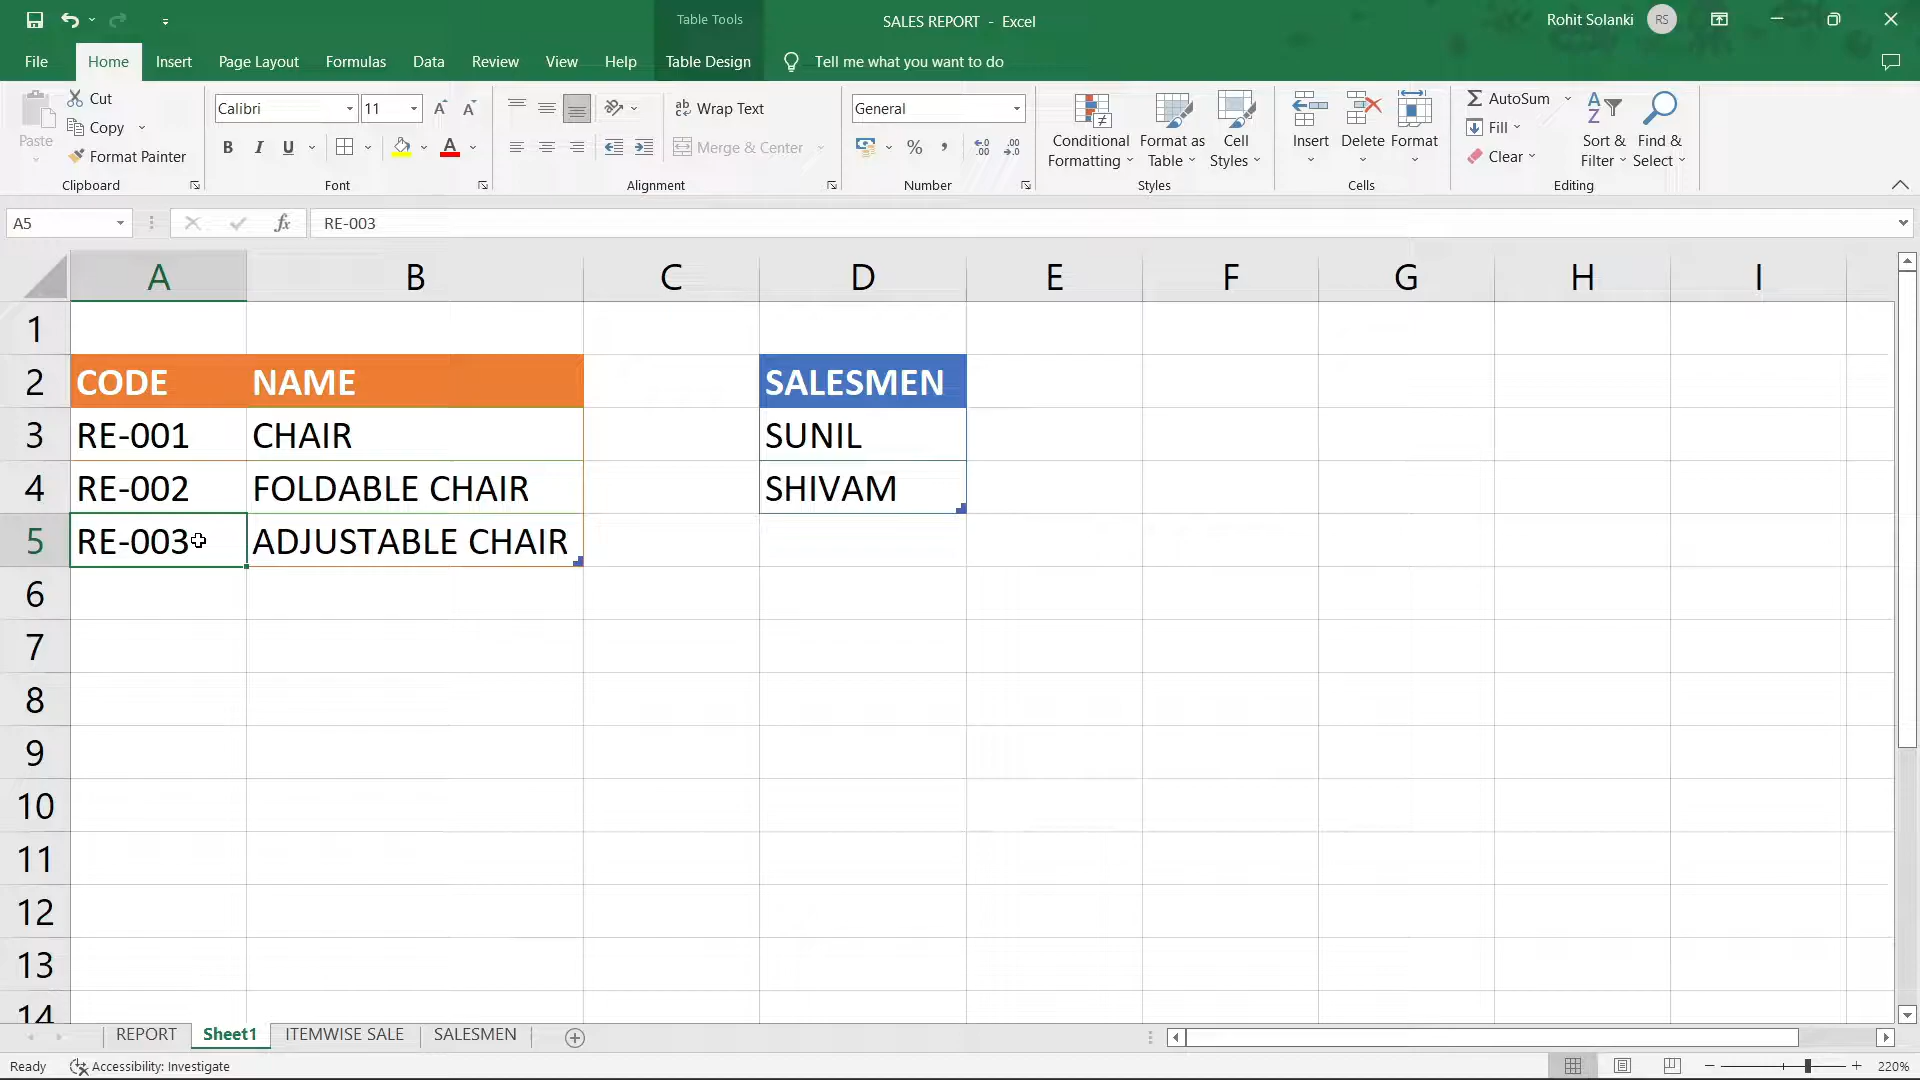 Table Tools
SALES REPORT - Excel
Rohit Solanki
RS
File
Home
Insert
Page Layout
Formulas
Data
Review
View
Help
Table Design
Tell me what you want to do
Paste
Cut
Copy
Format Painter
Clipboard
Calibri
11
B I U
Font
Wrap Text
Merge & Center
Alignment
General
Number
Conditional Formatting
Format as Table
Cell Styles
Styles
Insert
Delete
Format
Cells
AutoSum
Fill
Clear
Sort & Filter
Find & Select
Editing
A5
fx
RE-003
A B C D E F G H I
1
2 CODE NAME SALESMEN
3 RE-001 CHAIR SUNIL
4 RE-002 FOLDABLE CHAIR SHIVAM
5 RE-003 ADJUSTABLE CHAIR
6
7
8
9
10
11
12
13
14
REPORT
Sheet1
ITEMWISE SALE
SALESMEN
Ready
Accessibility: Investigate
220%